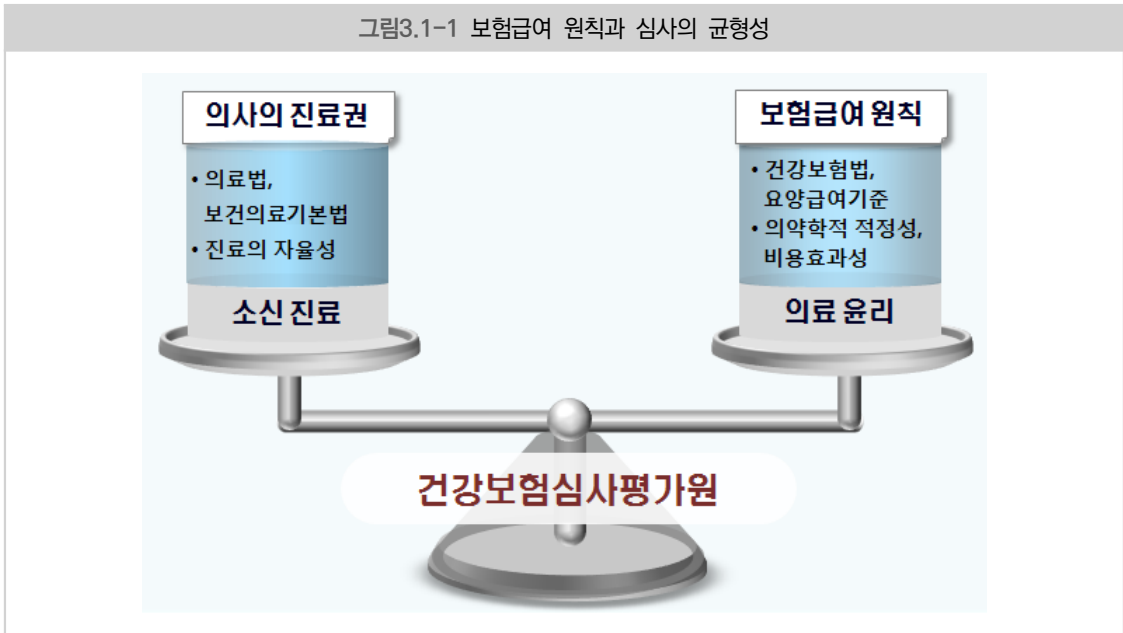 그림3.1-1 보험급여 원칙과 심사의 균형성
의사의 진료권
• 의료법,
보건의료기본법
• 진료의 자율성
소신 진료
보험급여 원칙
• 건강보험법,
요양급여기준
• 의약학적 적정성,
비용효과성
의료 윤리
건강보험심사평가원